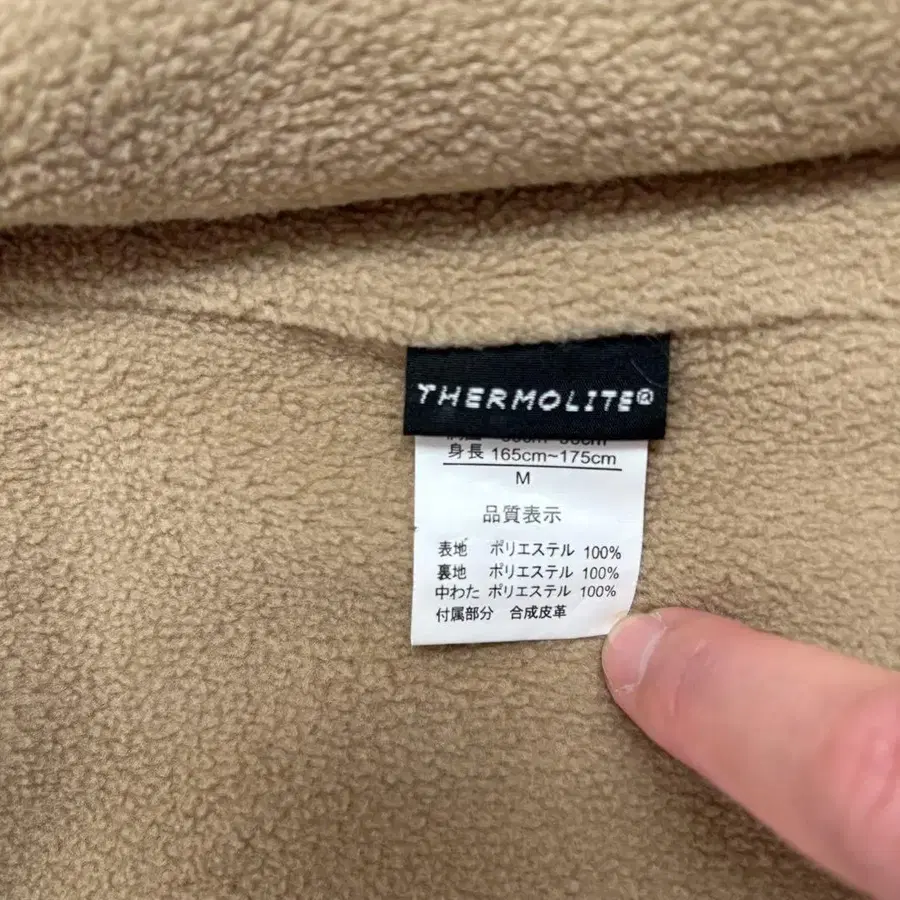 THERMOLITE®
身長 165cm~175cm
M
品質表示
表地 ポリエステル 100%
裏地 ポリエステル 100%
中わた ポリエステル 100%
付属部分 合成皮革